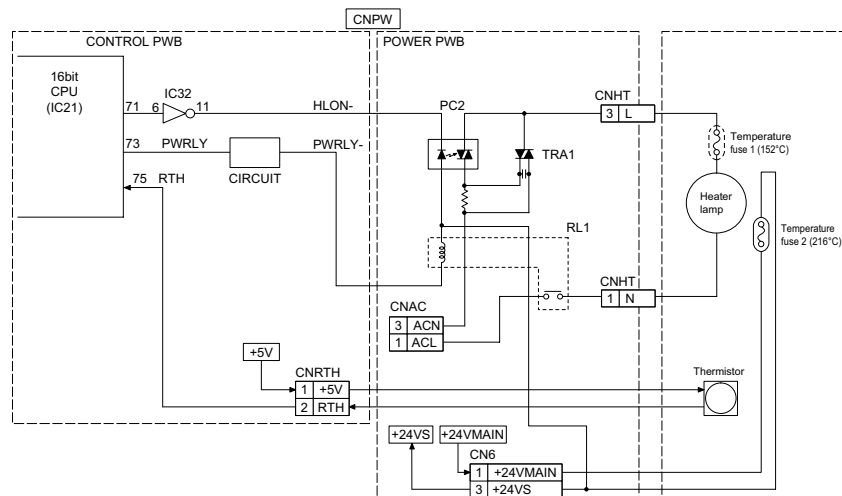 CNPW
CONTROL PWB
POWER PWB
16bit
CPU
(IC21)
IC32
71
6
11
HLON-
PC2
CNHT
3 L
73
PWRLY
PWRLY-
CIRCUIT
TRA1
Temperature
fuse 1 (152°C)
75
RTH
Heater
lamp
Temperature
fuse 2 (216°C)
RL1
CNHT
1 N
CNAC
3 ACN
1 ACL
+5V
CNRTH
1 +5V
2 RTH
Thermistor
+24VS
+24VMAIN
CN6
1 +24VMAIN
3 +24VS